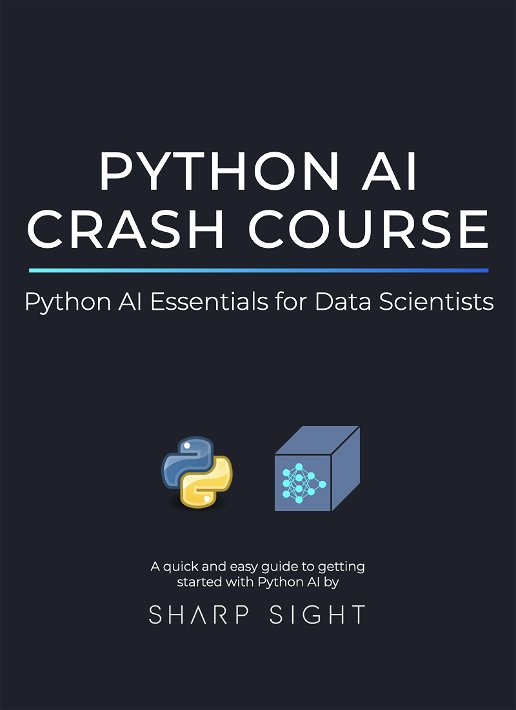 PYTHON AI
CRASH COURSE
Python AI Essentials for Data Scientists
A quick and easy guide to getting
started with Python AI by
SHARP SIGHT